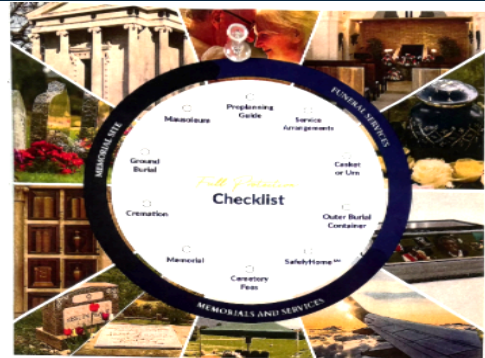 MEMORIAL SITE
FUNERAL SERVICES
Preplanning
Guide
Mausoleum
Service
Arrangements
Ground
Burial
Casket
or Urn
Checklist
Cremation
Outer Burial
Container
Memorial
SafelyHome℠
Cemetery
Fees
MEMORIALS AND SERVICES